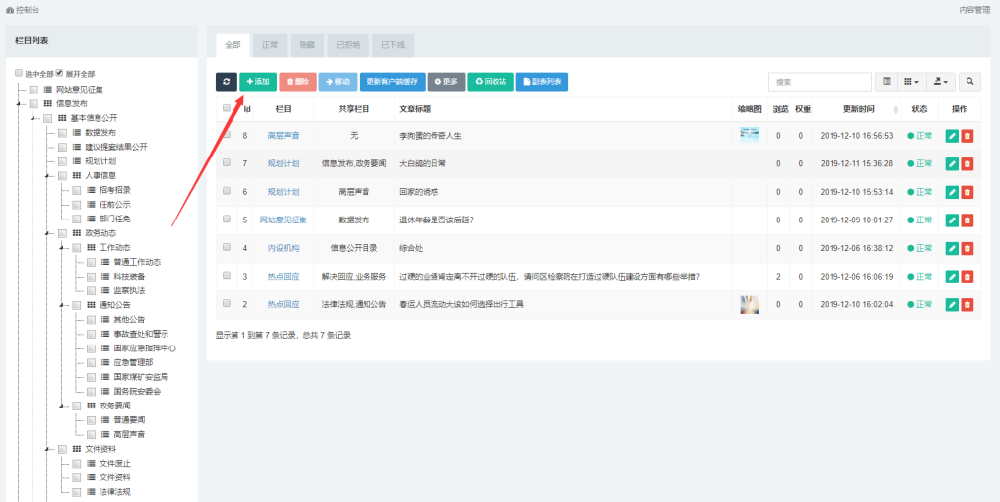 控制台 内容管理
栏目列表
选中全部 展开全部
网站意见征集
信息发布
基本信息公开
数据发布
建议提案结果公开
规划计划
人事信息
招考招录
任前公示
部门任免
政务动态
工作动态
普通工作动态
科技装备
监察执法
通知公告
其他公告
事故查处和警示
国家应急指挥中心
应急管理部
国家煤矿安监局
国务院安委会
政务要闻
普通要闻
高层声音
文件资料
文件废止
文件资料
法律法规
全部 正常 隐藏 已拒绝 已下线
添加 删除 移动 更新客户端缓存 更多 回收站 副表列表 搜索
Id 栏目 共享栏目 文章标题 缩略图 浏览 权重 更新时间 状态 操作
8 高层声音 无 李狗蛋的传奇人生 0 0 2019-12-10 16:56:53 正常
7 规划计划 信息发布,政务要闻 大白鸽的日常 0 0 2019-12-11 15:36:28 正常
6 规划计划 高层声音 回家的诱惑 0 0 2019-12-10 15:53:14 正常
5 网站意见征集 数据发布 退休年龄是否该后延? 0 0 2019-12-09 10:01:27 正常
4 内设机构 信息公开目录 综合处 0 0 2019-12-06 16:38:12 正常
3 热点回应 解决回应,业务服务 过硬的业绩肯定离不开过硬的队伍，请问区检察院在打造过硬队伍建设方面有哪些举措? 2 0 2019-12-06 16:06:19 正常
2 热点回应 法律法规,通知公告 春运人员流动大该如何选择出行工具 0 0 2019-12-10 16:02:04 正常
显示第 1 到第 7 条记录，总共 7 条记录